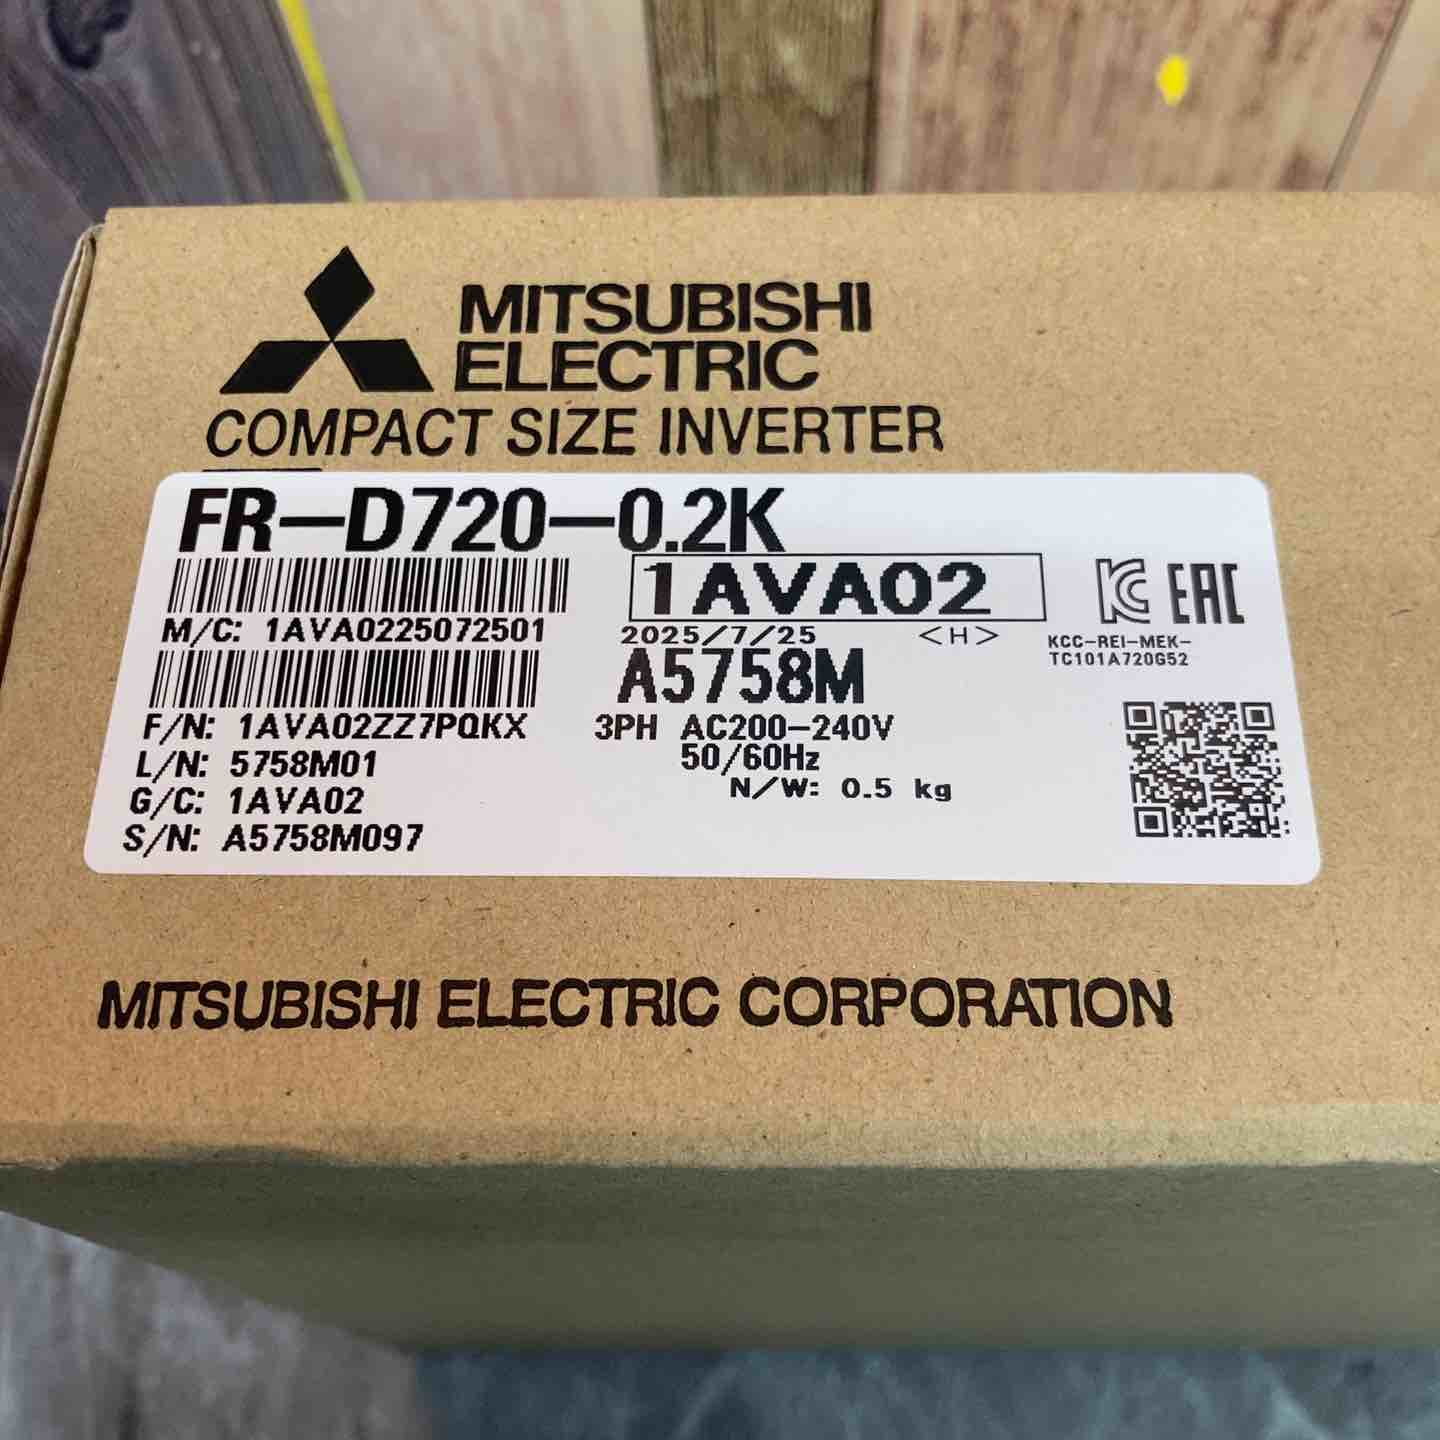 MITSUBISHI
ELECTRIC
COMPACT SIZE INVERTER
FR-D720-0.2K
1AVA02
M/C: 1AVA0225072501
2025/7/25 <H>
KCC-REI-MEK-
TC101A720G52
A5758M
F/N: 1AVA02ZZ7PQKX
3PH AC200-240V
50/60Hz
L/N: 5758M01
N/W: 0.5 kg
G/C: 1AVA02
S/N: A5758M097
EAC
MITSUBISHI ELECTRIC CORPORATION